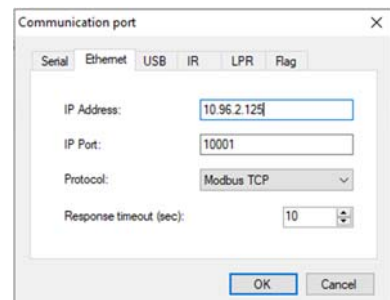 Communication port
Serial Ethernet USB IR LPR Flag
IP Address: 10.96.2.125
IP Port: 10001
Protocol: Modbus TCP
Response timeout (sec): 10
OK Cancel